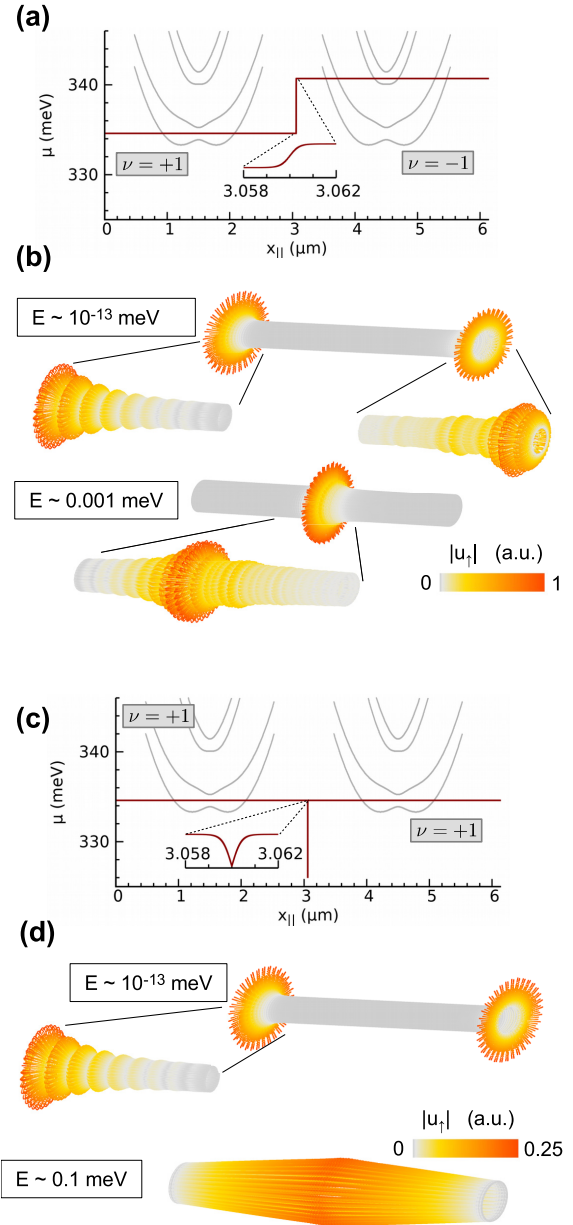 (a)
μ (meV)
340
330
ν = +1
ν = −1
3.058 3.062
0 1 2 3 4 5 6
x|| (μm)
(b)
E ~ 10-13 meV
E ~ 0.001 meV
|u↑| (a.u.)
0 1
(c)
ν = +1
μ (meV)
340
330
3.058 3.062
ν = +1
0 1 2 3 4 5 6
x|| (μm)
(d)
E ~ 10-13 meV
|u↑| (a.u.)
0 0.25
E ~ 0.1 meV